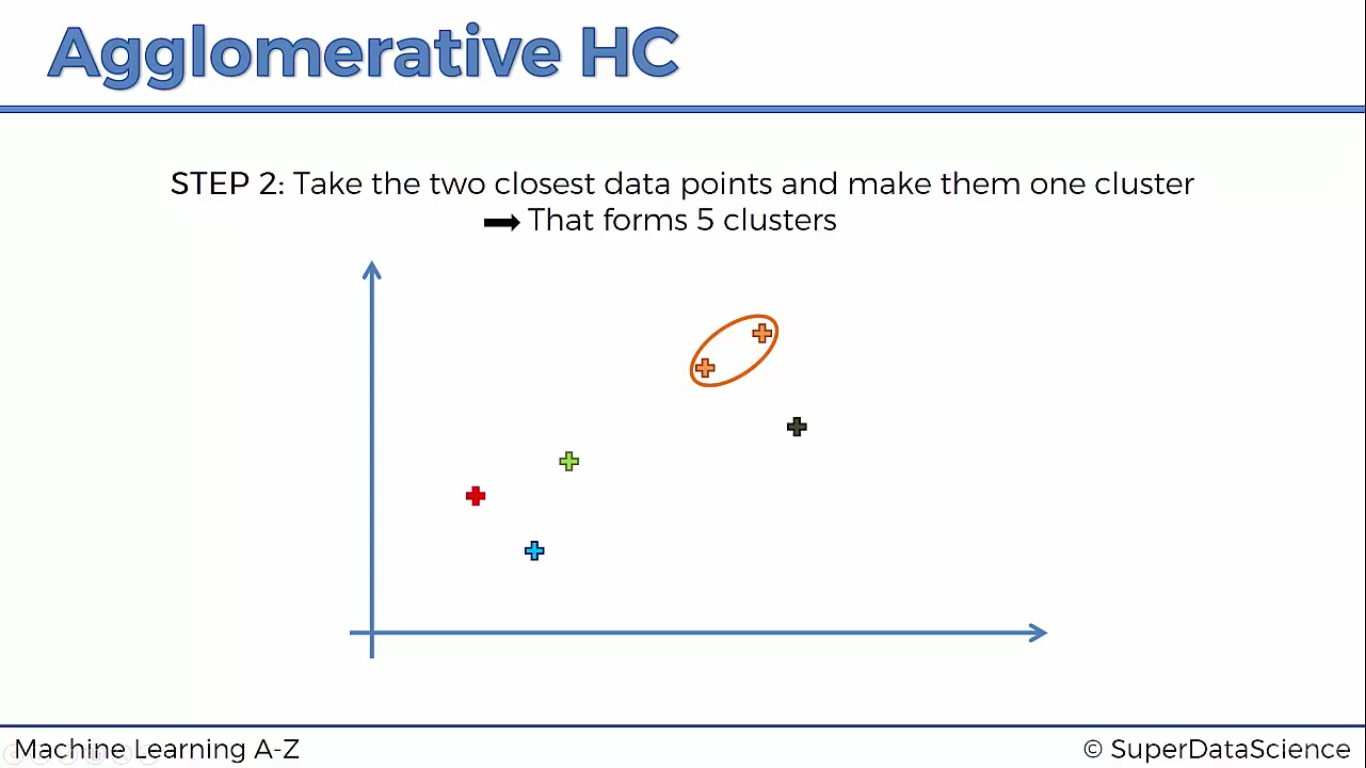 Agglomerative HC
STEP 2: Take the two closest data points and make them one cluster
➡ That forms 5 clusters
Machine Learning A-Z
© SuperDataScience